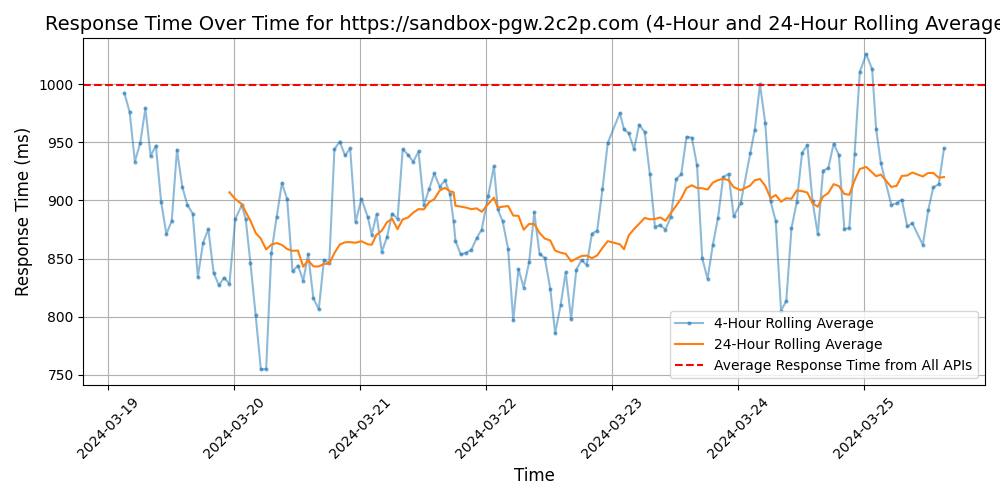 Response Time Over Time for https://sandbox-pgw.2c2p.com (4-Hour and 24-Hour Rolling Average
Response Time (ms)
1000
950
900
850
800
750
4-Hour Rolling Average
24-Hour Rolling Average
Average Response Time from All APIs
2024-03-19
2024-03-20
2024-03-21
2024-03-22
2024-03-23
2024-03-24
2024-03-25
Time